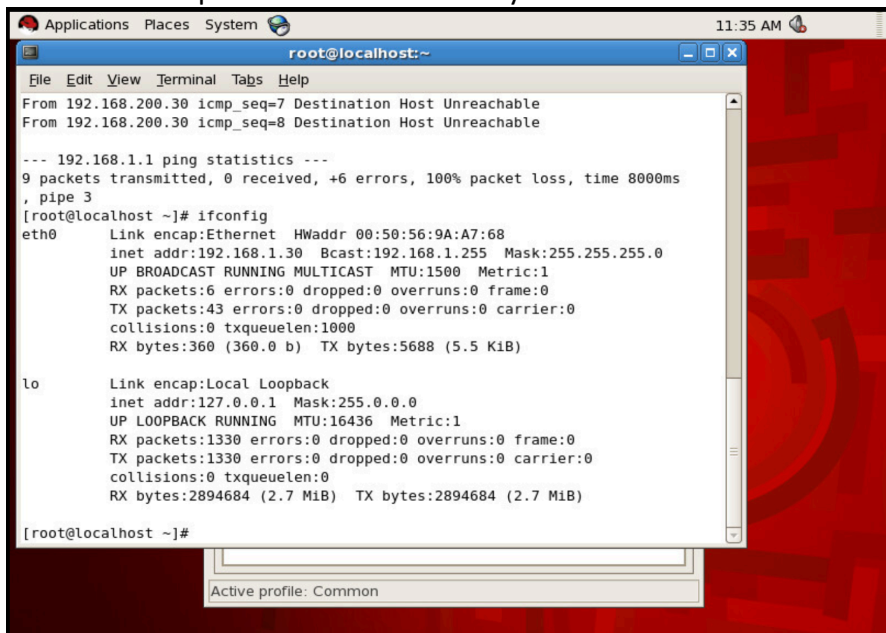 Applications Places System 11:35 AM
root@localhost:~
File Edit View Terminal Tabs Help
From 192.168.200.30 icmp_seq=7 Destination Host Unreachable
From 192.168.200.30 icmp_seq=8 Destination Host Unreachable
--- 192.168.1.1 ping statistics ---
9 packets transmitted, 0 received, +6 errors, 100% packet loss, time 8000ms
, pipe 3
[root@localhost ~]# ifconfig
eth0 Link encap:Ethernet HWaddr 00:50:56:9A:A7:68
inet addr:192.168.1.30 Bcast:192.168.1.255 Mask:255.255.255.0
UP BROADCAST RUNNING MULTICAST MTU:1500 Metric:1
RX packets:6 errors:0 dropped:0 overruns:0 frame:0
TX packets:43 errors:0 dropped:0 overruns:0 carrier:0
collisions:0 txqueuelen:1000
RX bytes:360 (360.0 b) TX bytes:5688 (5.5 KiB)
lo Link encap:Local Loopback
inet addr:127.0.0.1 Mask:255.0.0.0
UP LOOPBACK RUNNING MTU:16436 Metric:1
RX packets:1330 errors:0 dropped:0 overruns:0 frame:0
TX packets:1330 errors:0 dropped:0 overruns:0 carrier:0
collisions:0 txqueuelen:0
RX bytes:2894684 (2.7 MiB) TX bytes:2894684 (2.7 MiB)
[root@localhost ~]#
Active profile: Common